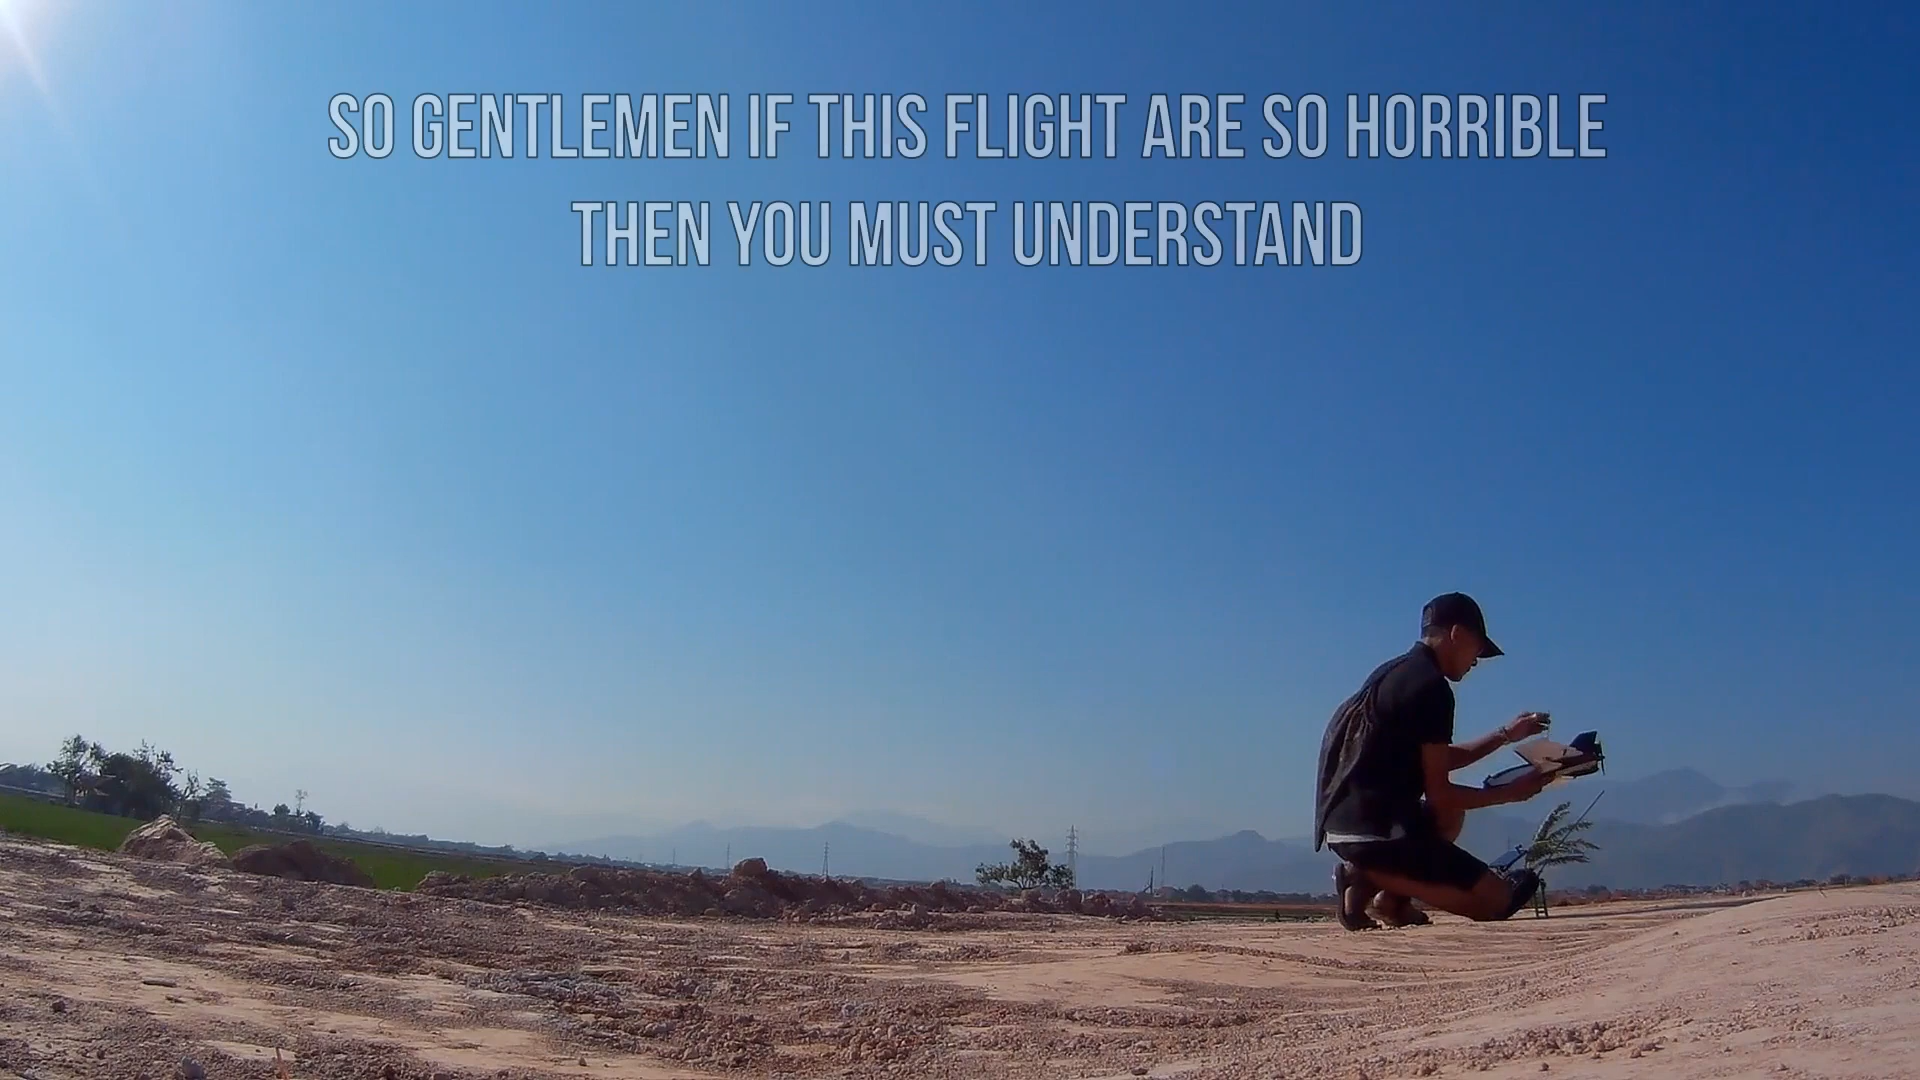 SO GENTLEMEN IF THIS FLIGHT ARE SO HORRIBLE
THEN YOU MUST UNDERSTAND